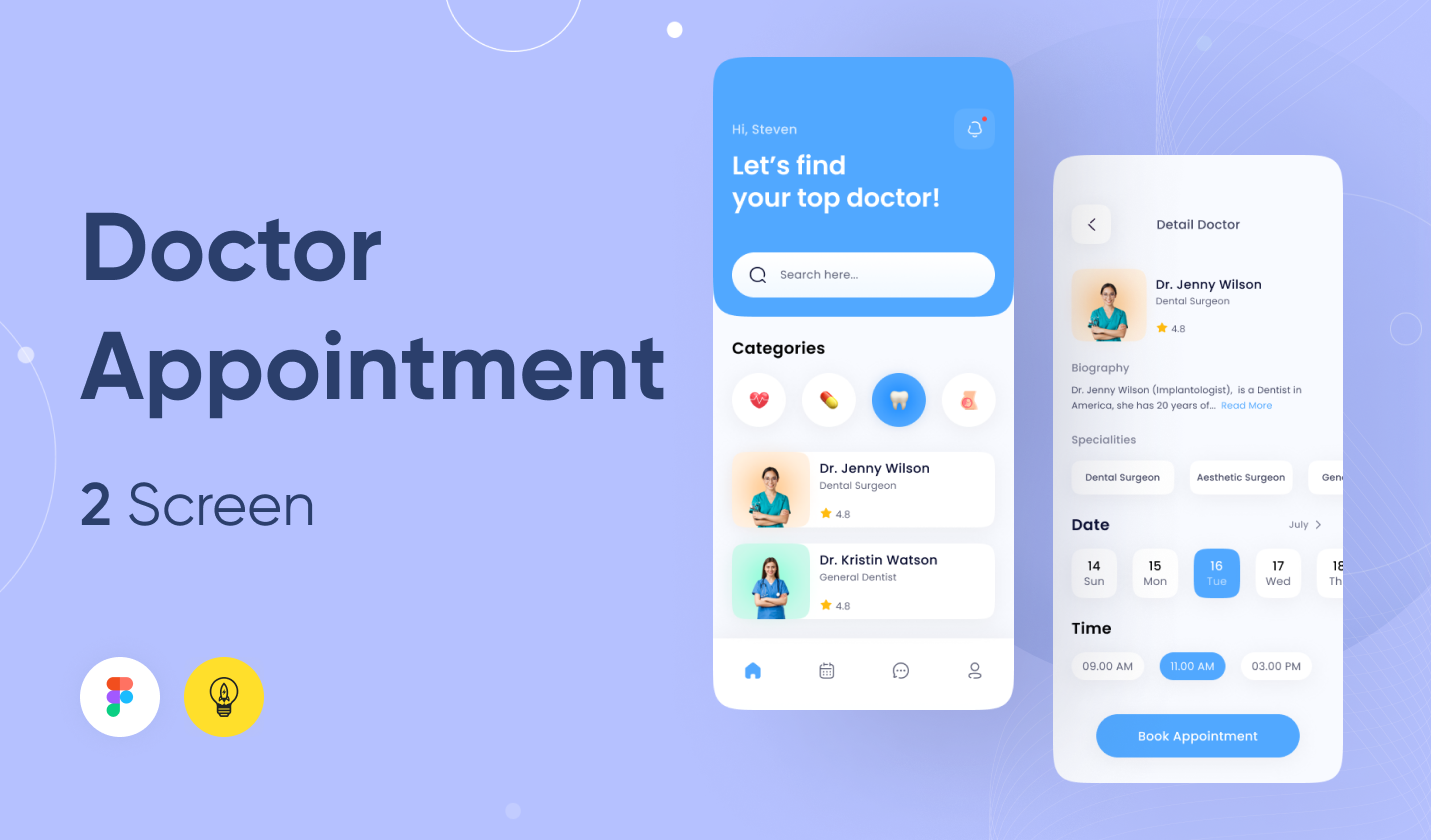 Doctor
Appointment
2 Screen
Hi, Steven
Let's find
your top doctor!
Search here...
Categories
Dr. Jenny Wilson
Dental Surgeon
4.8
Dr. Kristin Watson
General Dentist
4.8
Detail Doctor
Dr. Jenny Wilson
Dental Surgeon
4.8
Biography
Dr. Jenny Wilson (Implantologist), is a Dentist in
America, she has 20 years of... Read More
Specialities
Dental Surgeon Aesthetic Surgeon Gen
Date July
14 15 16 17 18
Sun Mon Tue Wed Th
Time
09.00 AM 11.00 AM 03.00 PM
Book Appointment